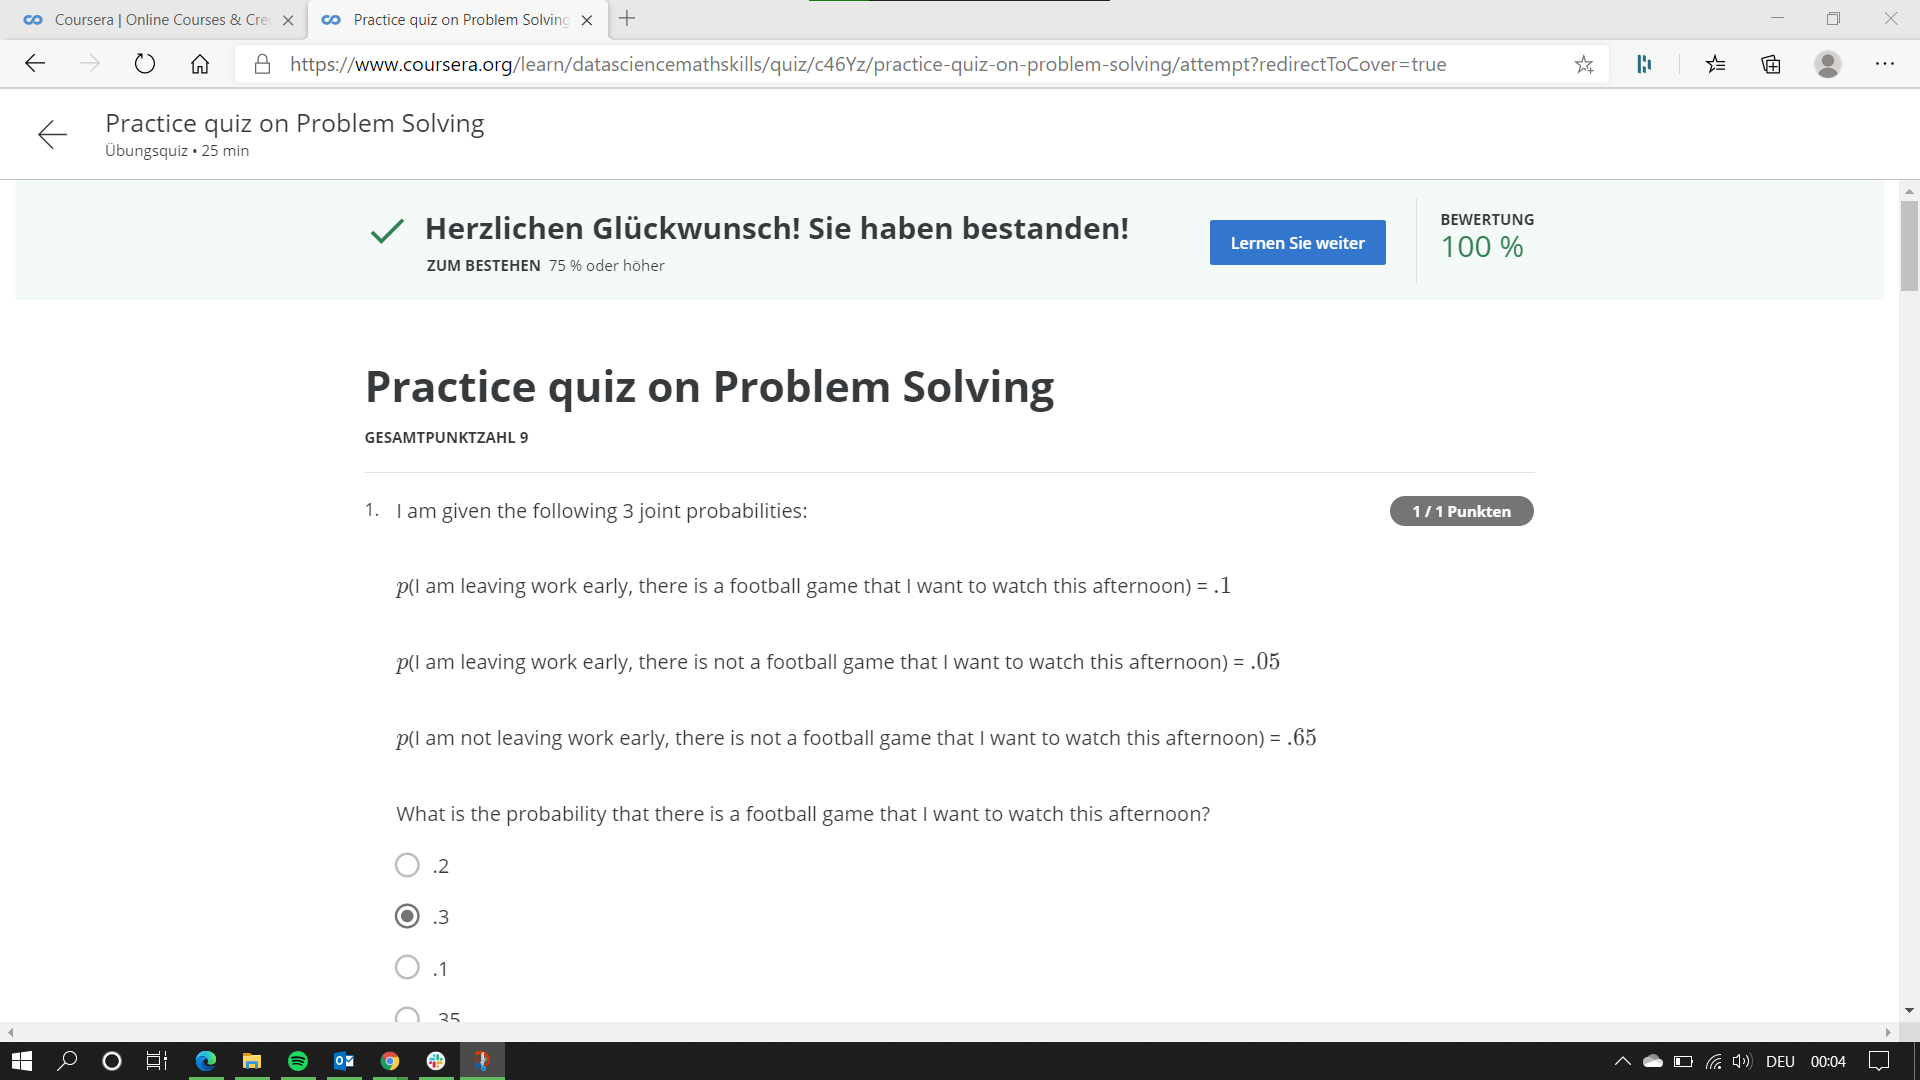 Coursera | Online Courses & Cre
Practice quiz on Problem Solving
https://www.coursera.org/learn/datasciencemathskills/quiz/c46Yz/practice-quiz-on-problem-solving/attempt?redirectToCover=true
Practice quiz on Problem Solving
Übungsquiz • 25 min
Herzlichen Glückwunsch! Sie haben bestanden!
ZUM BESTEHEN 75 % oder höher
Lernen Sie weiter
BEWERTUNG
100 %
Practice quiz on Problem Solving
GESAMTPUNKTZAHL 9
1. I am given the following 3 joint probabilities:
1 / 1 Punkten
p(I am leaving work early, there is a football game that I want to watch this afternoon) = .1
p(I am leaving work early, there is not a football game that I want to watch this afternoon) = .05
p(I am not leaving work early, there is not a football game that I want to watch this afternoon) = .65
What is the probability that there is a football game that I want to watch this afternoon?
.2
.3
.1
.35
DEU 00:04